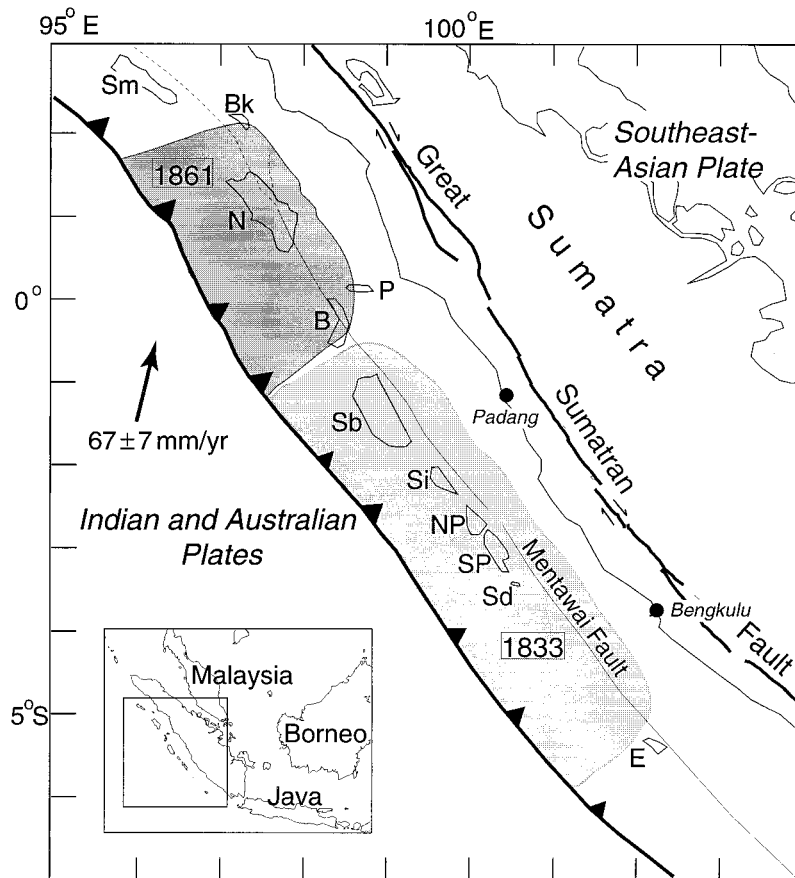 95° E
100° E
Sm
Bk
1861
Great
Southeast-
Asian Plate
N
Sumatra
P
0°
B
Sb
Padang
67±7 mm/yr
Sumatran
Si
Indian and Australian
Plates
NP
SP
Mentawai Fault
Sd
Bengkulu
1833
Fault
Malaysia
5°S
Borneo
E
Java